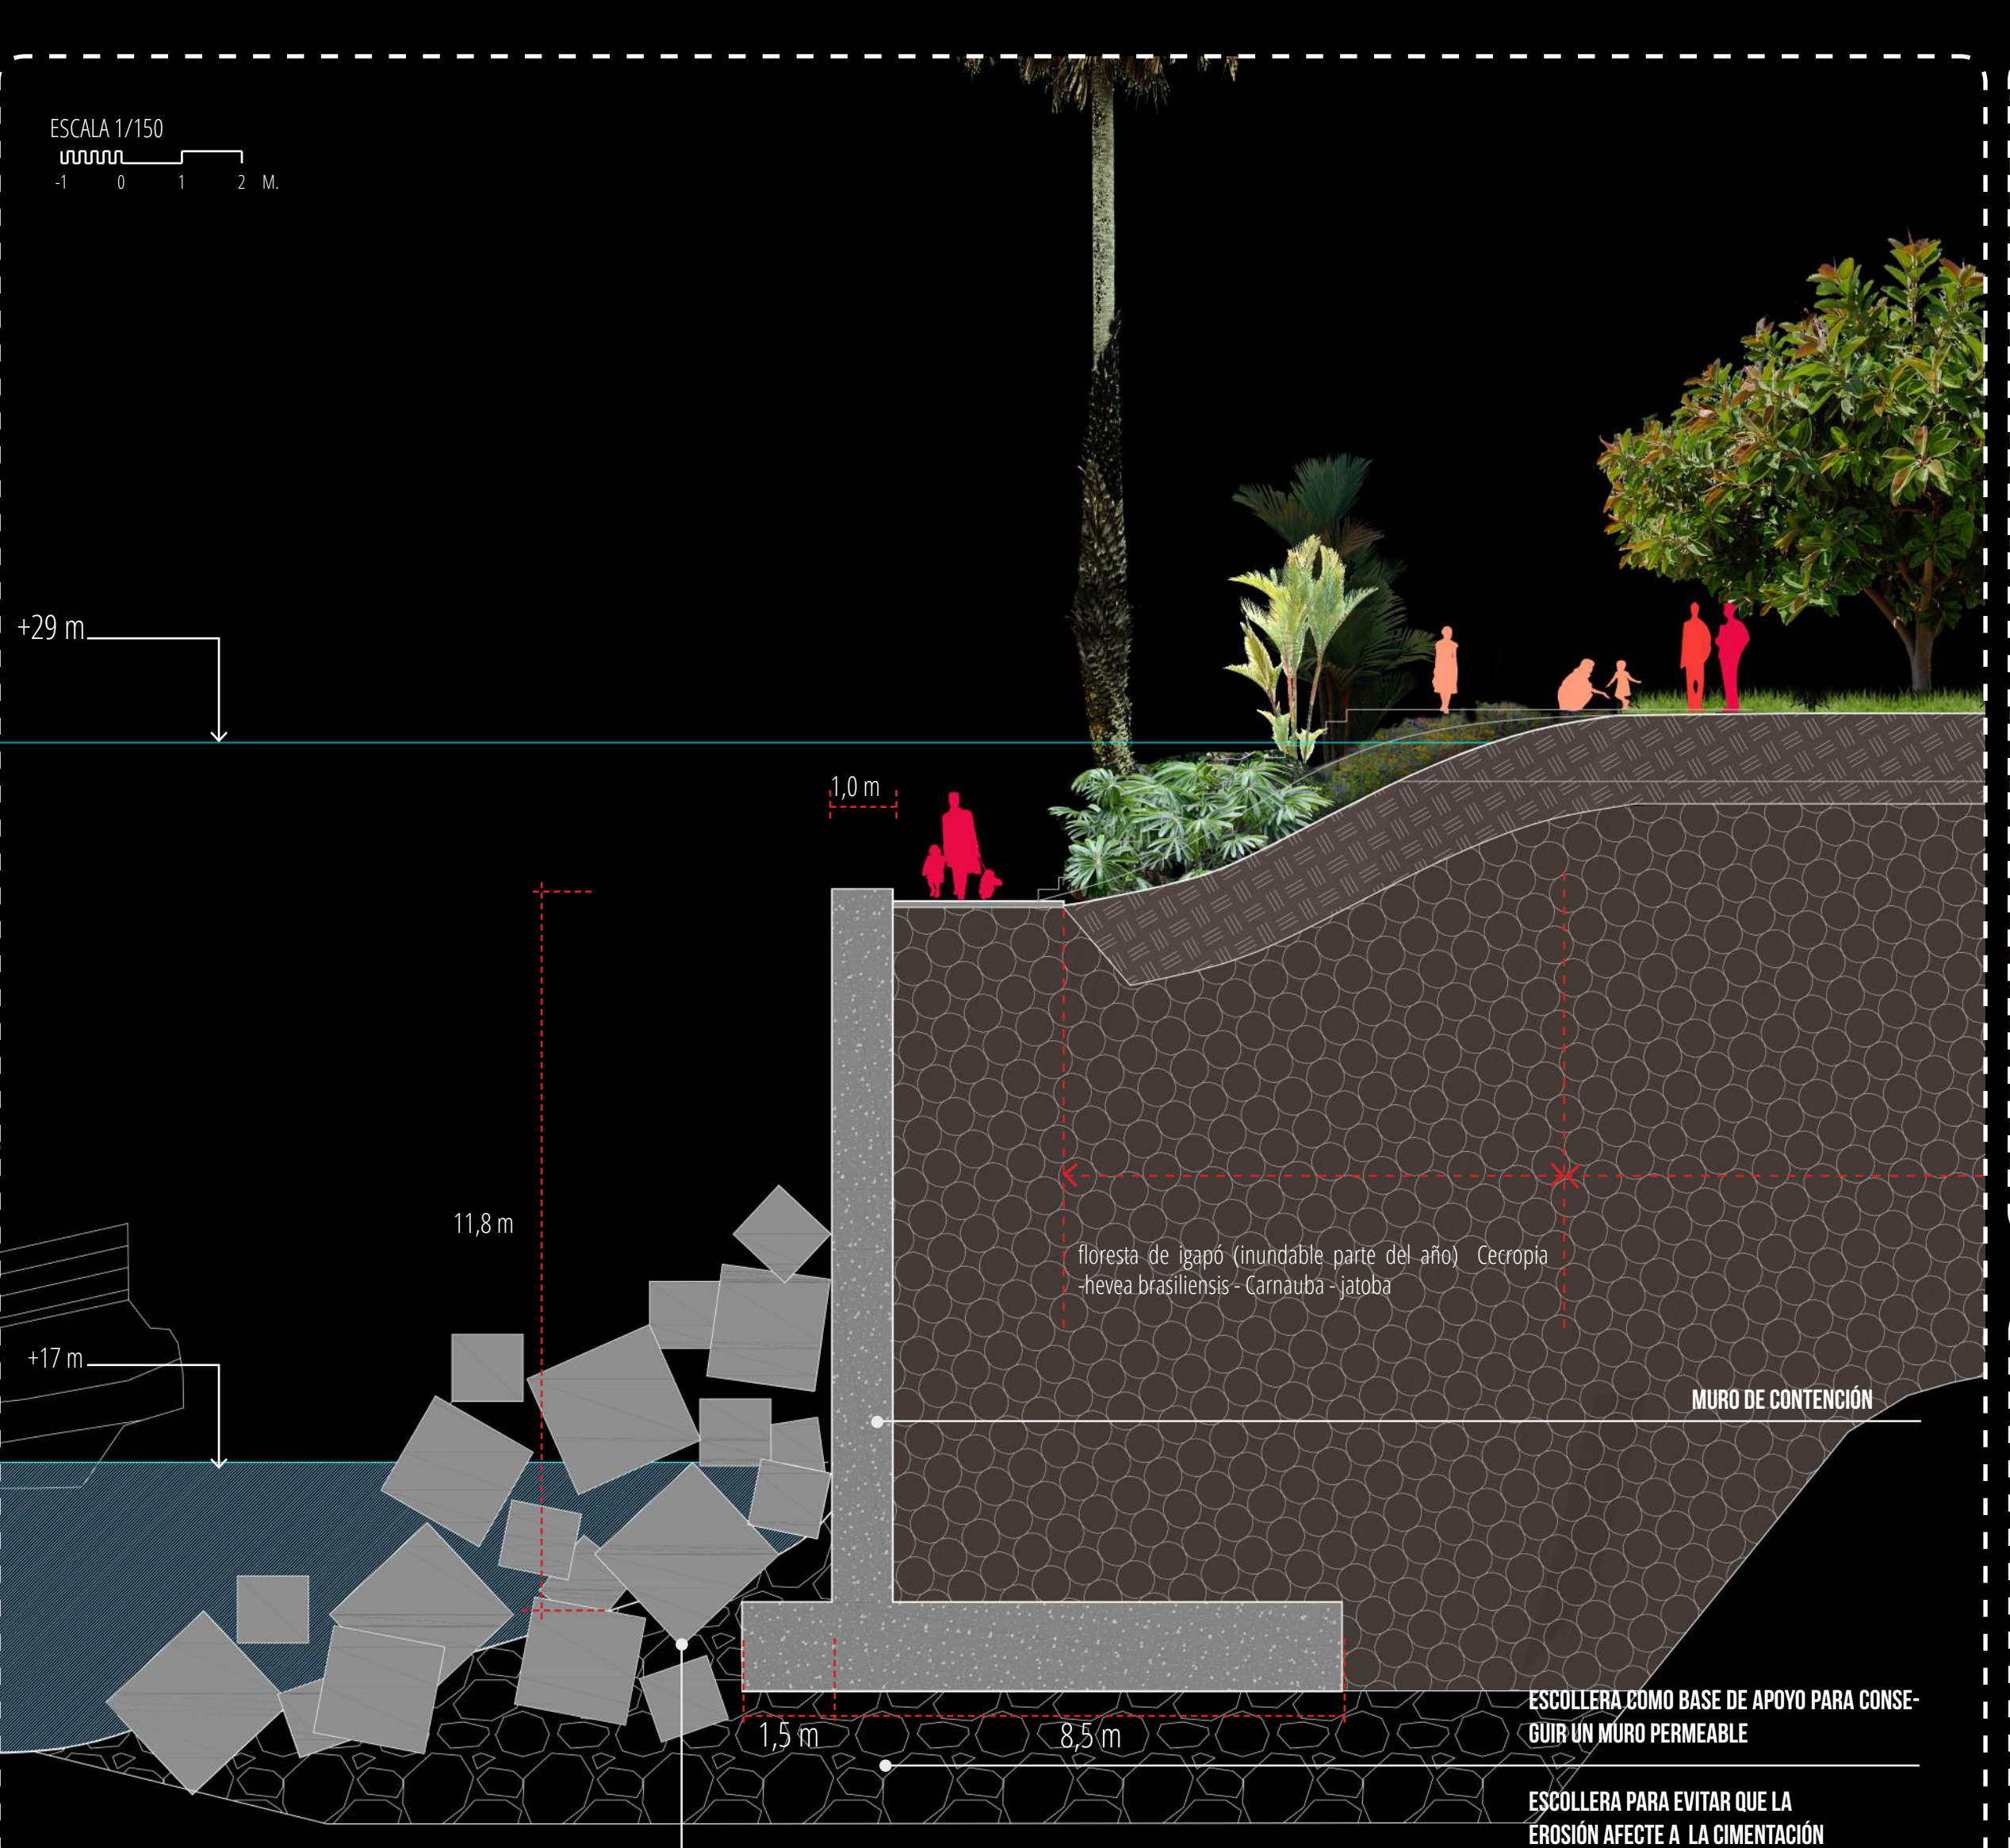 ESCALA 1/150
-1 0 1 2 M.
+29 m
1,0 m
11,8 m
floresta de igapó (inundable parte del año) Cecropia
-hevea brasiliensis - Carnauba - jatoba
+17 m
MURO DE CONTENCIÓN
ESCOLLERA COMO BASE DE APOYO PARA CONSE-
GUIR UN MURO PERMEABLE
1,5 m
8,5 m
ESCOLLERA PARA EVITAR QUE LA
EROSIÓN AFECTE A LA CIMENTACIÓN